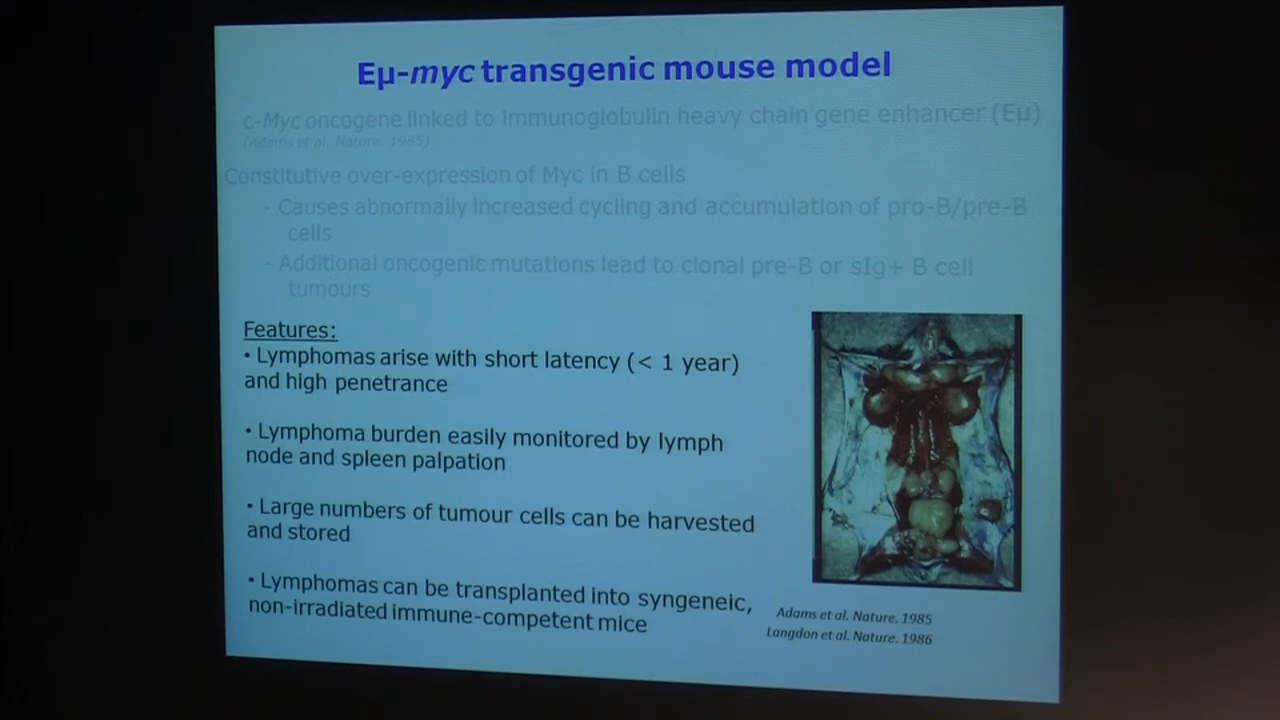 Eµ-myc transgenic mouse model
c-Myc oncogene linked to immunoglobulin heavy chain gene enhancer (Eµ)
(Adams et al. Nature. 1985)
Constitutive over-expression of Myc in B cells
- Causes abnormally increased cycling and accumulation of pro-B/pre-B
cells
- Additional oncogenic mutations lead to clonal pre-B or sIg+ B cell
tumours
Features:
• Lymphomas arise with short latency (< 1 year)
and high penetrance
• Lymphoma burden easily monitored by lymph
node and spleen palpation
• Large numbers of tumour cells can be harvested
and stored
• Lymphomas can be transplanted into syngeneic,
non-irradiated immune-competent mice
Adams et al. Nature. 1985
Langdon et al. Nature. 1986